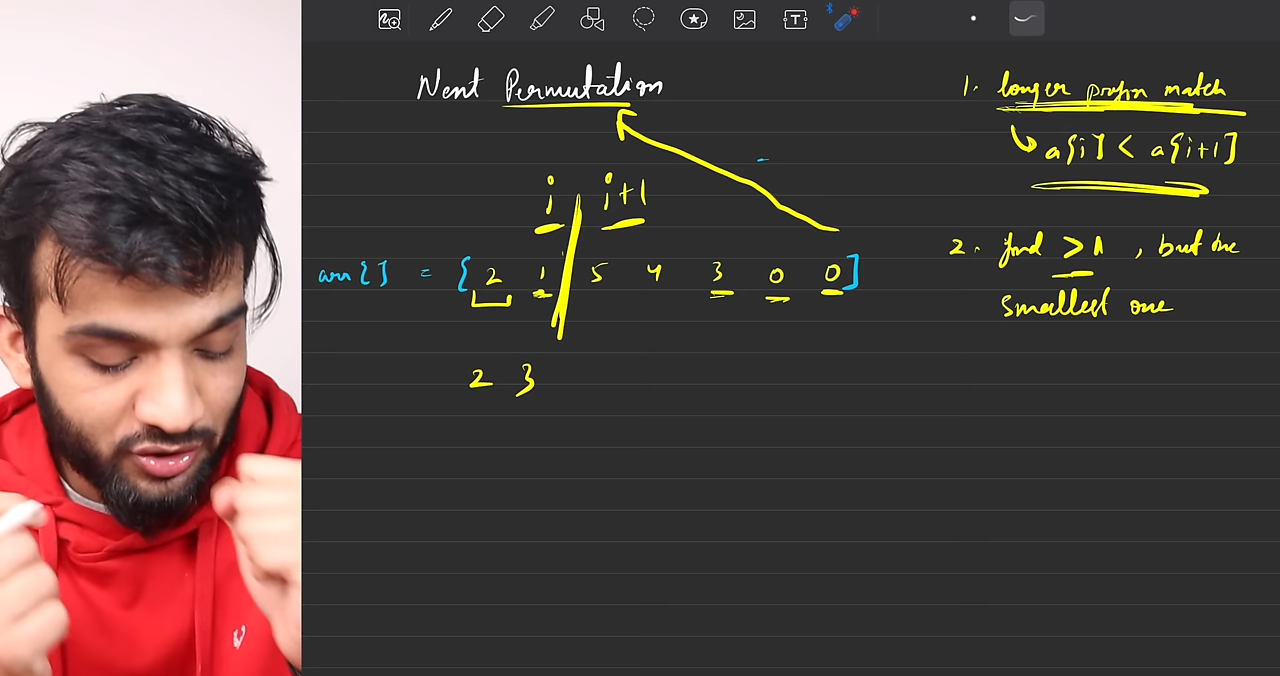 Next Permutation
1. longer prefix match
a[i] < a[i+1]
i i+1
2. find > 1, but the
smallest one
arr[] = [2 1 5 4 3 0 0]
2 3